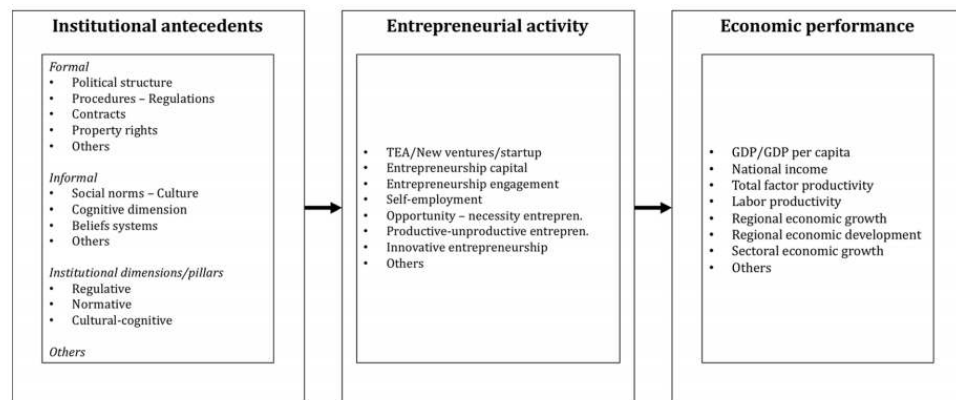 Institutional antecedents
Formal
• Political structure
• Procedures – Regulations
• Contracts
• Property rights
• Others
Informal
• Social norms – Culture
• Cognitive dimension
• Beliefs systems
• Others
Institutional dimensions/pillars
• Regulative
• Normative
• Cultural-cognitive
Others
Entrepreneurial activity
• TEA/New ventures/startup
• Entrepreneurship capital
• Entrepreneurship engagement
• Self-employment
• Opportunity – necessity entrepren.
• Productive-unproductive entrepren.
• Innovative entrepreneurship
• Others
Economic performance
• GDP/GDP per capita
• National income
• Total factor productivity
• Labor productivity
• Regional economic growth
• Regional economic development
• Sectoral economic growth
• Others